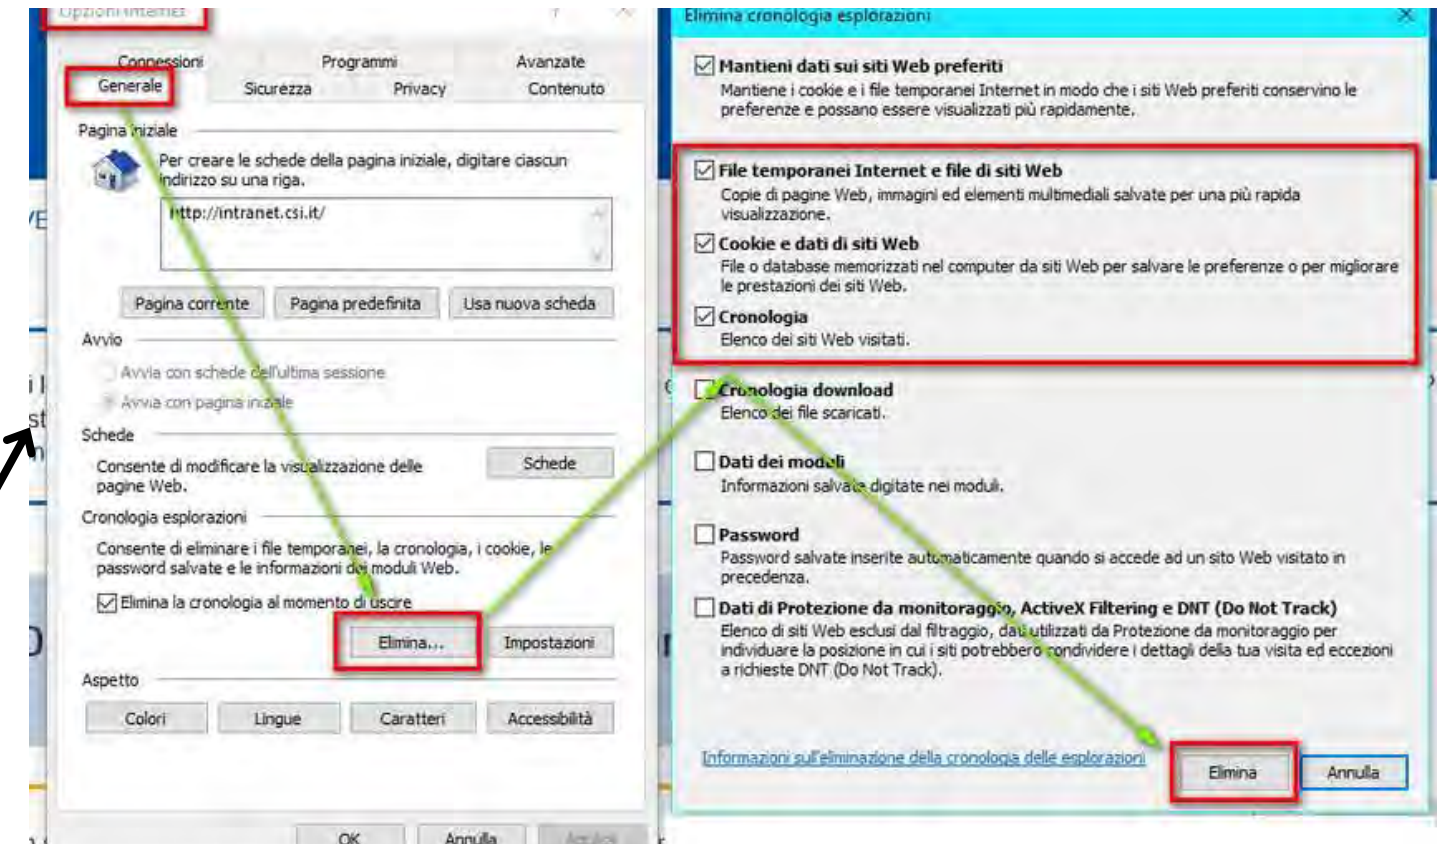 Opzioni Internet
Connessioni Programmi Avanzate
Generale Sicurezza Privacy Contenuto
Pagina iniziale
Per creare le schede della pagina iniziale, digitare ciascun
indirizzo su una riga.
http://intranet.csi.it/
Pagina corrente Pagina predefinita Usa nuova scheda
Avvio
Avvia con schede dell'ultima sessione
Avvia con pagina iniziale
Schede
Consente di modificare la visualizzazione delle
pagine Web.
Schede
Cronologia esplorazioni
Consente di eliminare i file temporanei, la cronologia, i cookie, le
password salvate e le informazioni dei moduli Web.
Elimina la cronologia al momento di uscire
Elimina... Impostazioni
Aspetto
Colori Lingue Caratteri Accessibilità
OK Annulla Applica
Elimina cronologia esplorazioni
Mantieni dati sui siti Web preferiti
Mantiene i cookie e i file temporanei Internet in modo che i siti Web preferiti conservino le
preferenze e possano essere visualizzati più rapidamente.
File temporanei Internet e file di siti Web
Copie di pagine Web, immagini ed elementi multimediali salvate per una più rapida
visualizzazione.
Cookie e dati di siti Web
File o database memorizzati nel computer da siti Web per salvare le preferenze o per migliorare
le prestazioni dei siti Web.
Cronologia
Elenco dei siti Web visitati.
Cronologia download
Elenco dei file scaricati.
Dati dei moduli
Informazioni salvate digitate nei moduli.
Password
Password salvate inserite automaticamente quando si accede ad un sito Web visitato in
precedenza.
Dati di Protezione da monitoraggio, ActiveX Filtering e DNT (Do Not Track)
Elenco di siti Web esclusi dal filtraggio, dati utilizzati da Protezione da monitoraggio per
individuare la posizione in cui i siti potrebbero condividere i dettagli della tua visita ed eccezioni
a richieste DNT (Do Not Track).
Informazioni sull'eliminazione della cronologia delle esplorazioni
Elimina Annulla